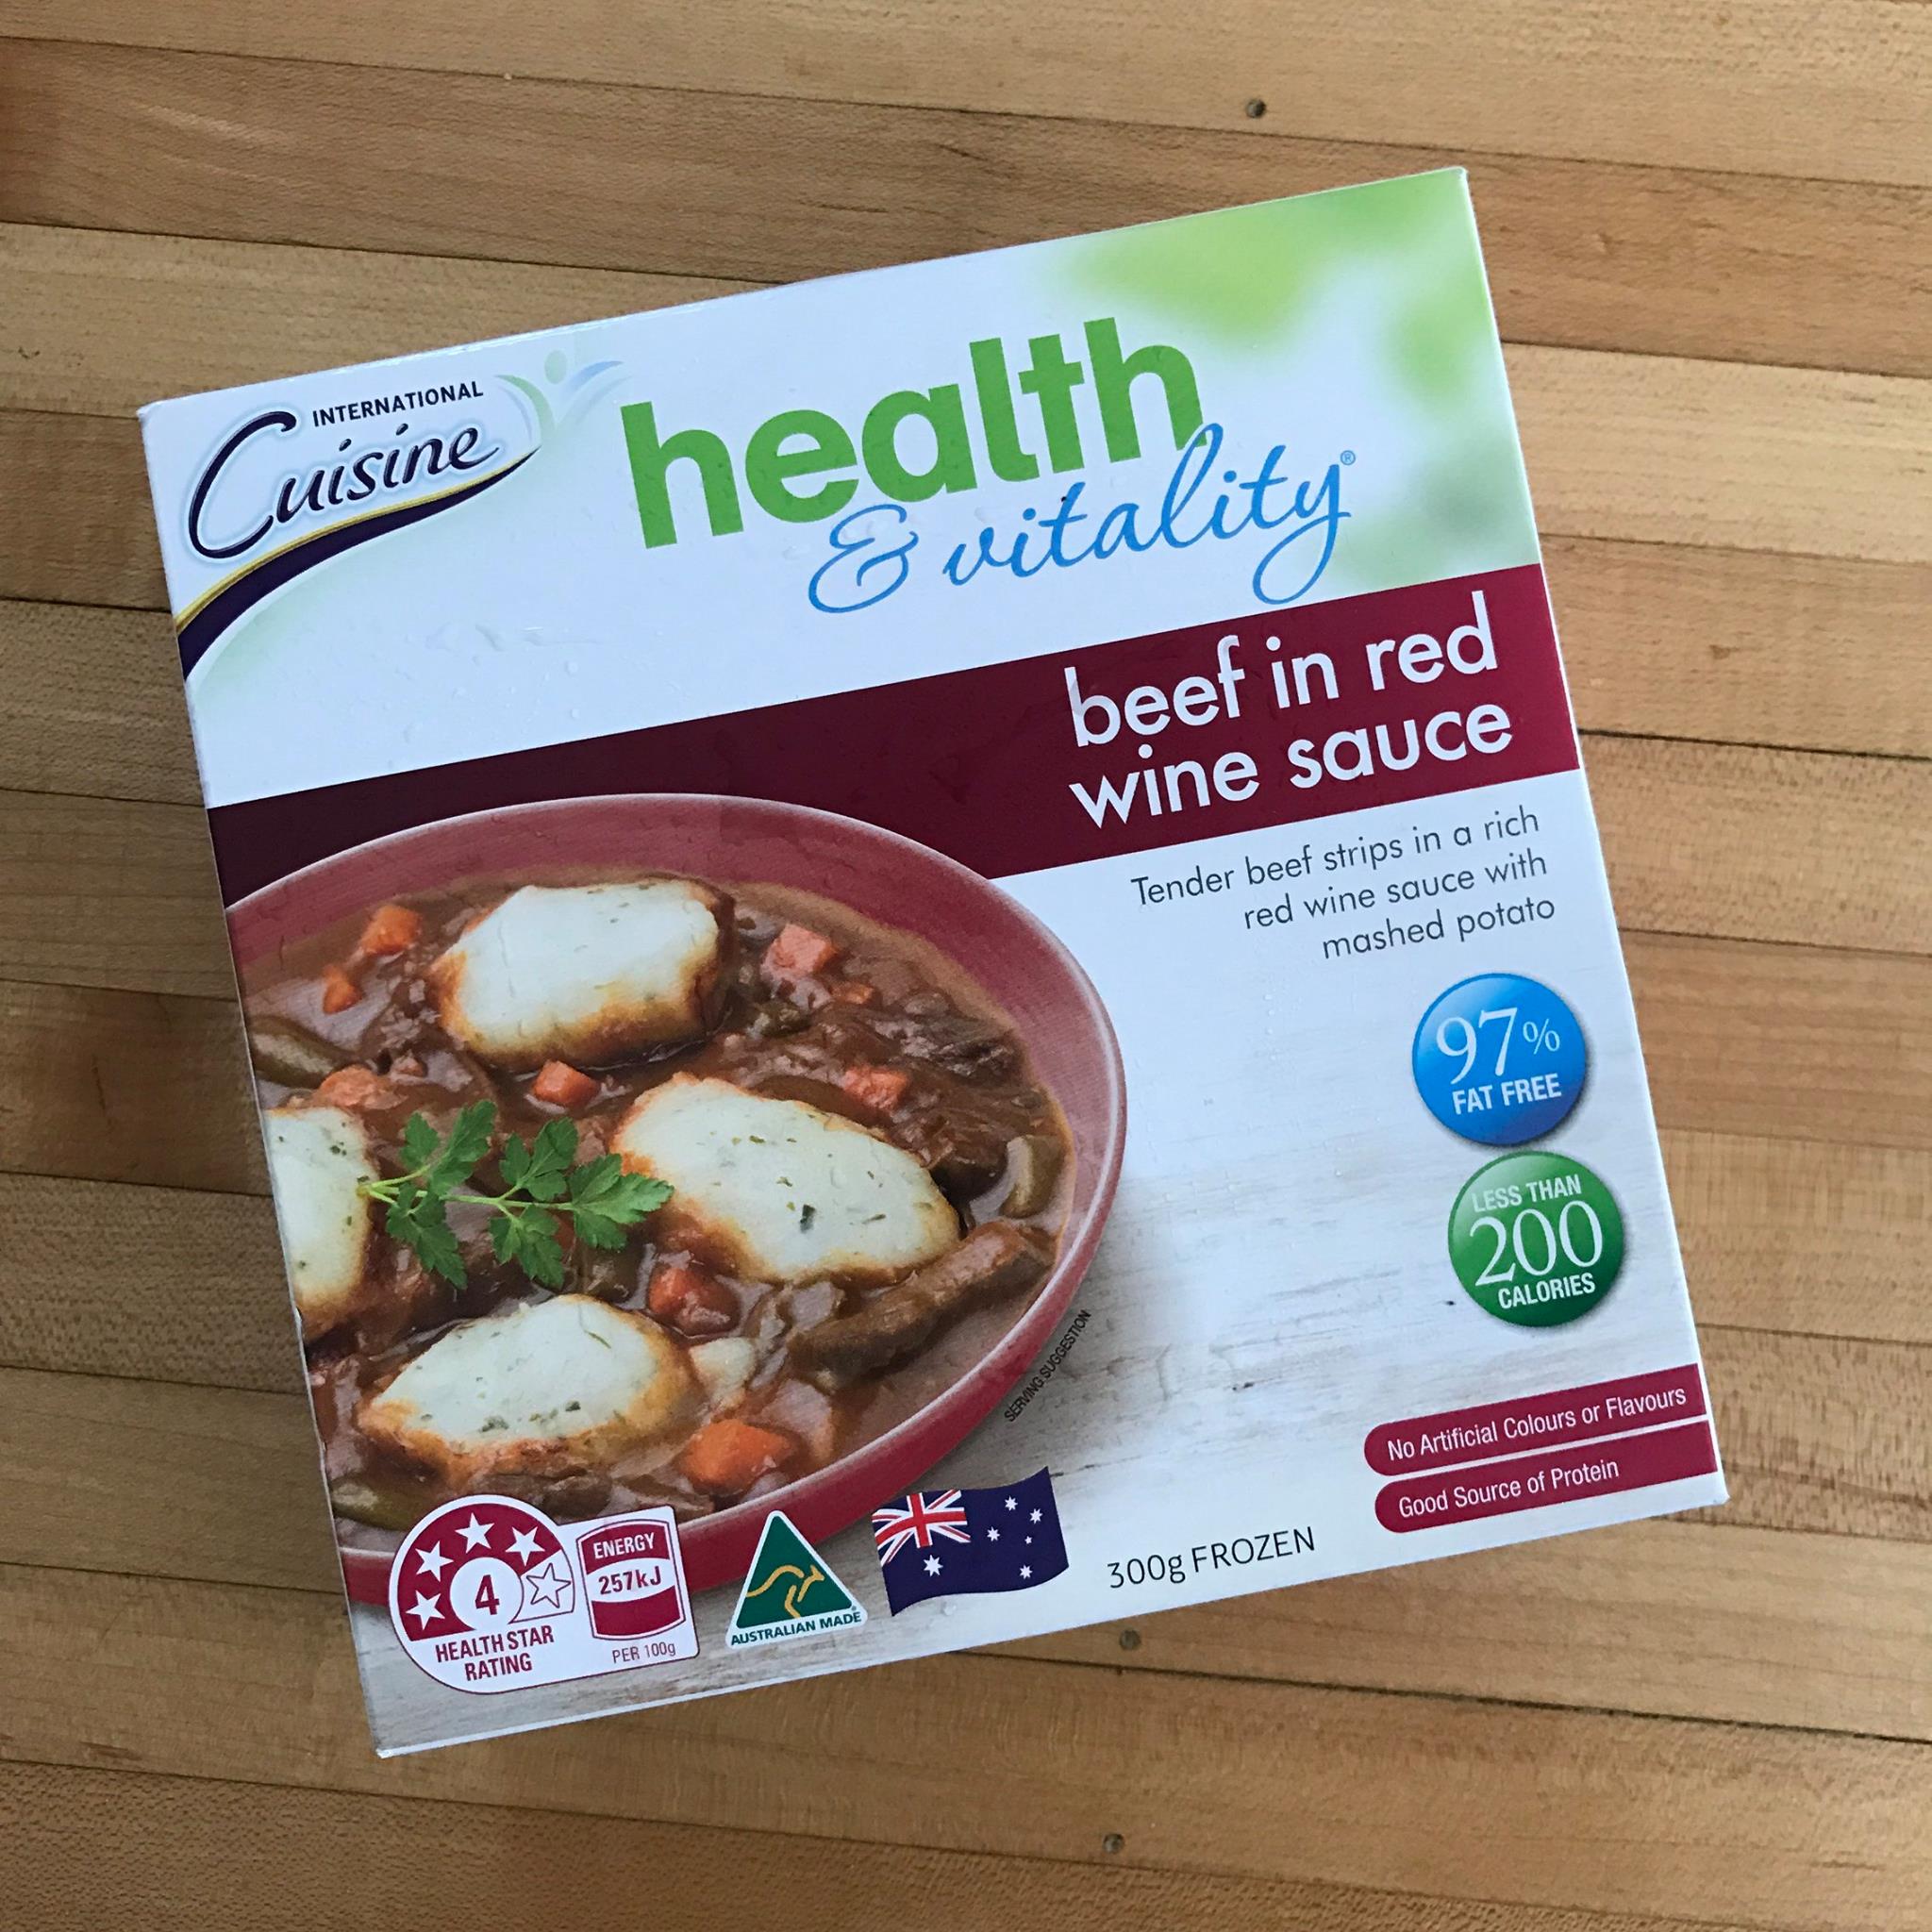 INTERNATIONAL
Cuisine
health
& vitality®
beef in red
wine sauce
Tender beef strips in a rich
red wine sauce with
mashed potato
97%
FAT FREE
LESS THAN
200
CALORIES
SERVING SUGGESTION
No Artificial Colours or Flavours
Good Source of Protein
4
HEALTH STAR
RATING
ENERGY
257kJ
PER 100g
AUSTRALIAN MADE
300g FROZEN